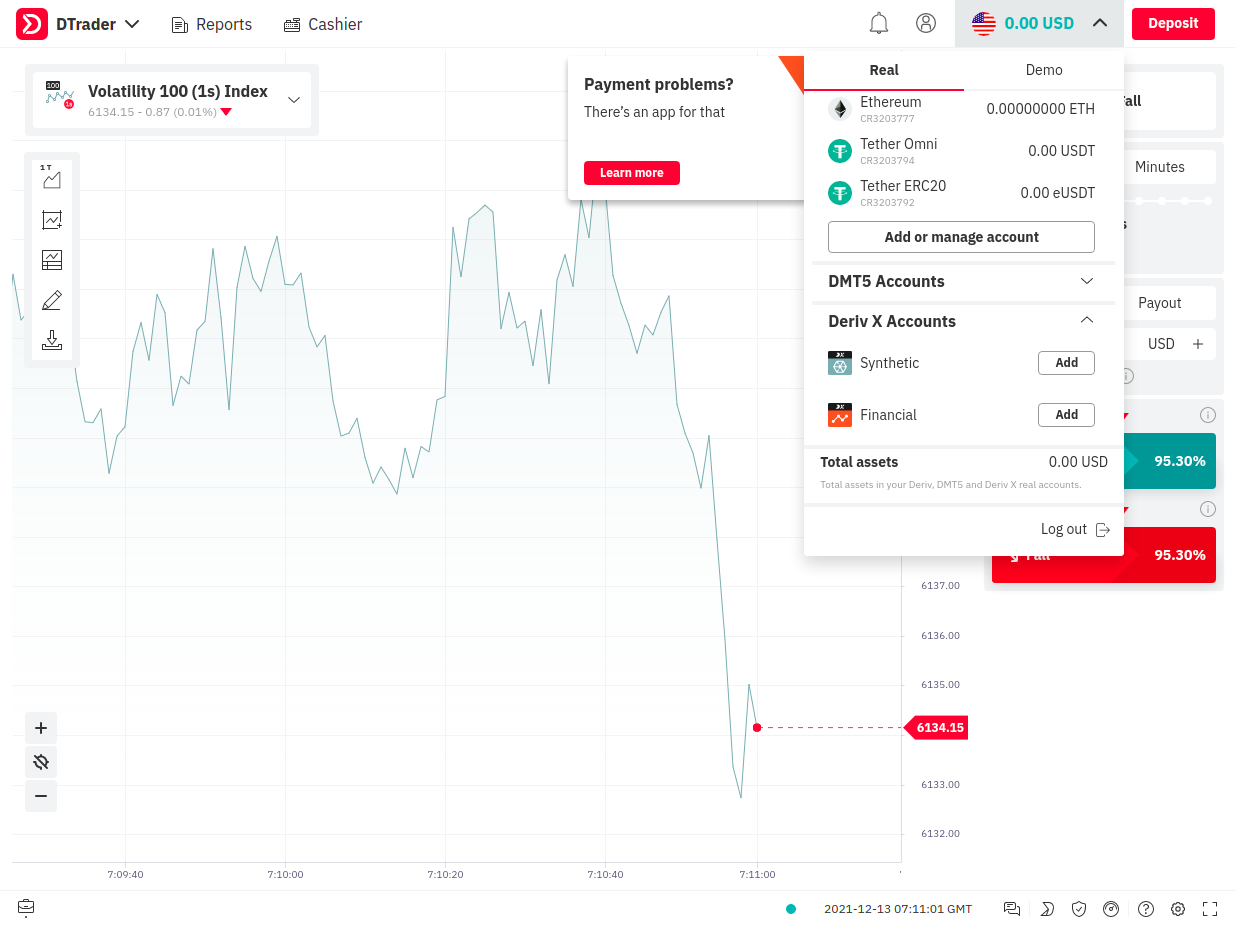 DTrader
Reports
Cashier
0.00 USD
Deposit
100
1s
Volatility 100 (1s) Index
6134.15 - 0.87 (0.01%)
1T
Payment problems?
There's an app for that
Learn more
Real
Demo
Ethereum
0.00000000 ETH
CR3203777
Tether Omni
0.00 USDT
CR3203794
Tether ERC20
0.00 eUSDT
CR3203792
Add or manage account
DMT5 Accounts
Deriv X Accounts
Synthetic
Add
Financial
Add
Total assets
0.00 USD
Total assets in your Deriv, DMT5 and Deriv X real accounts.
Log out
Minutes
Payout
USD +
95.30%
95.30%
6137.00
6136.00
6135.00
6134.15
6133.00
6132.00
+
−
7:09:40
7:10:00
7:10:20
7:10:40
7:11:00
2021-12-13 07:11:01 GMT